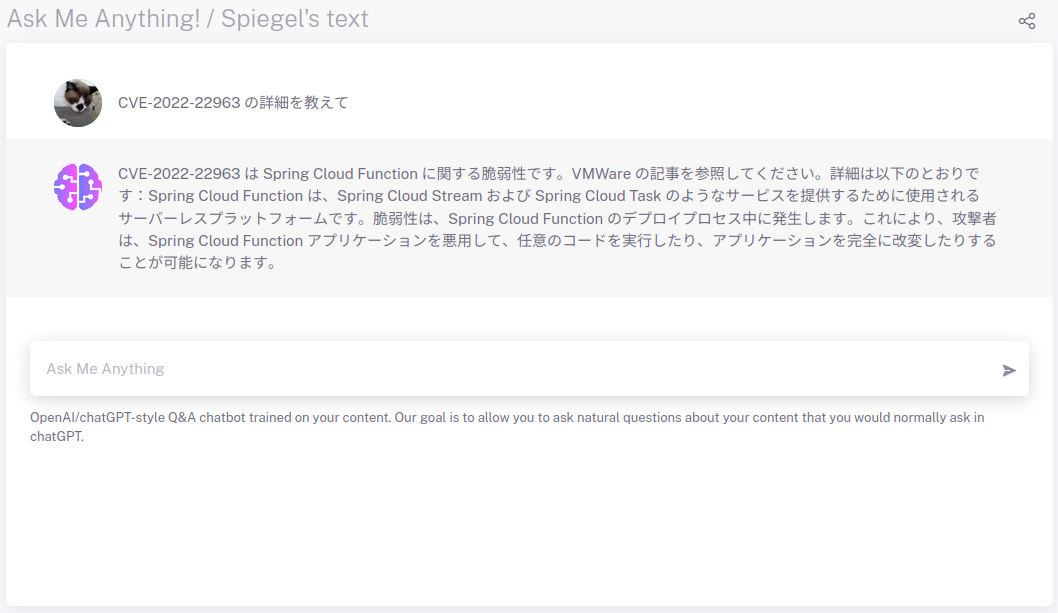 Ask Me Anything! / Spiegel's text
CVE-2022-22963 の詳細を教えて
CVE-2022-22963 は Spring Cloud Function に関する脆弱性です。VMWare の記事を参照してください。詳細は以下のとおりで
す：Spring Cloud Function は、Spring Cloud Stream および Spring Cloud Task のようなサービスを提供するために使用される
サーバーレスプラットフォームです。脆弱性は、Spring Cloud Function のデプロイプロセス中に発生します。これにより、攻撃者
は、Spring Cloud Function アプリケーションを悪用して、任意のコードを実行したり、アプリケーションを完全に改変したりする
ことが可能になります。
Ask Me Anything
OpenAI/chatGPT-style Q&A chatbot trained on your content. Our goal is to allow you to ask natural questions about your content that you would normally ask in
chatGPT.